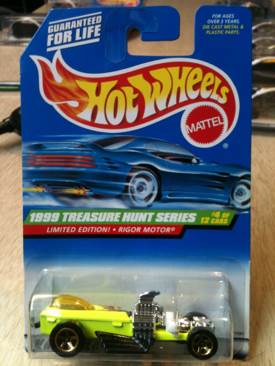 GUARANTEED
FOR LIFE
FOR AGES
OVER 3 YEARS.
DIE CAST METAL &
PLASTIC PARTS.
HOT WHEELS
MATTEL
1999 TREASURE HUNT SERIES
#4 OF
12 CARS
LIMITED EDITION! • RIGOR MOTOR®